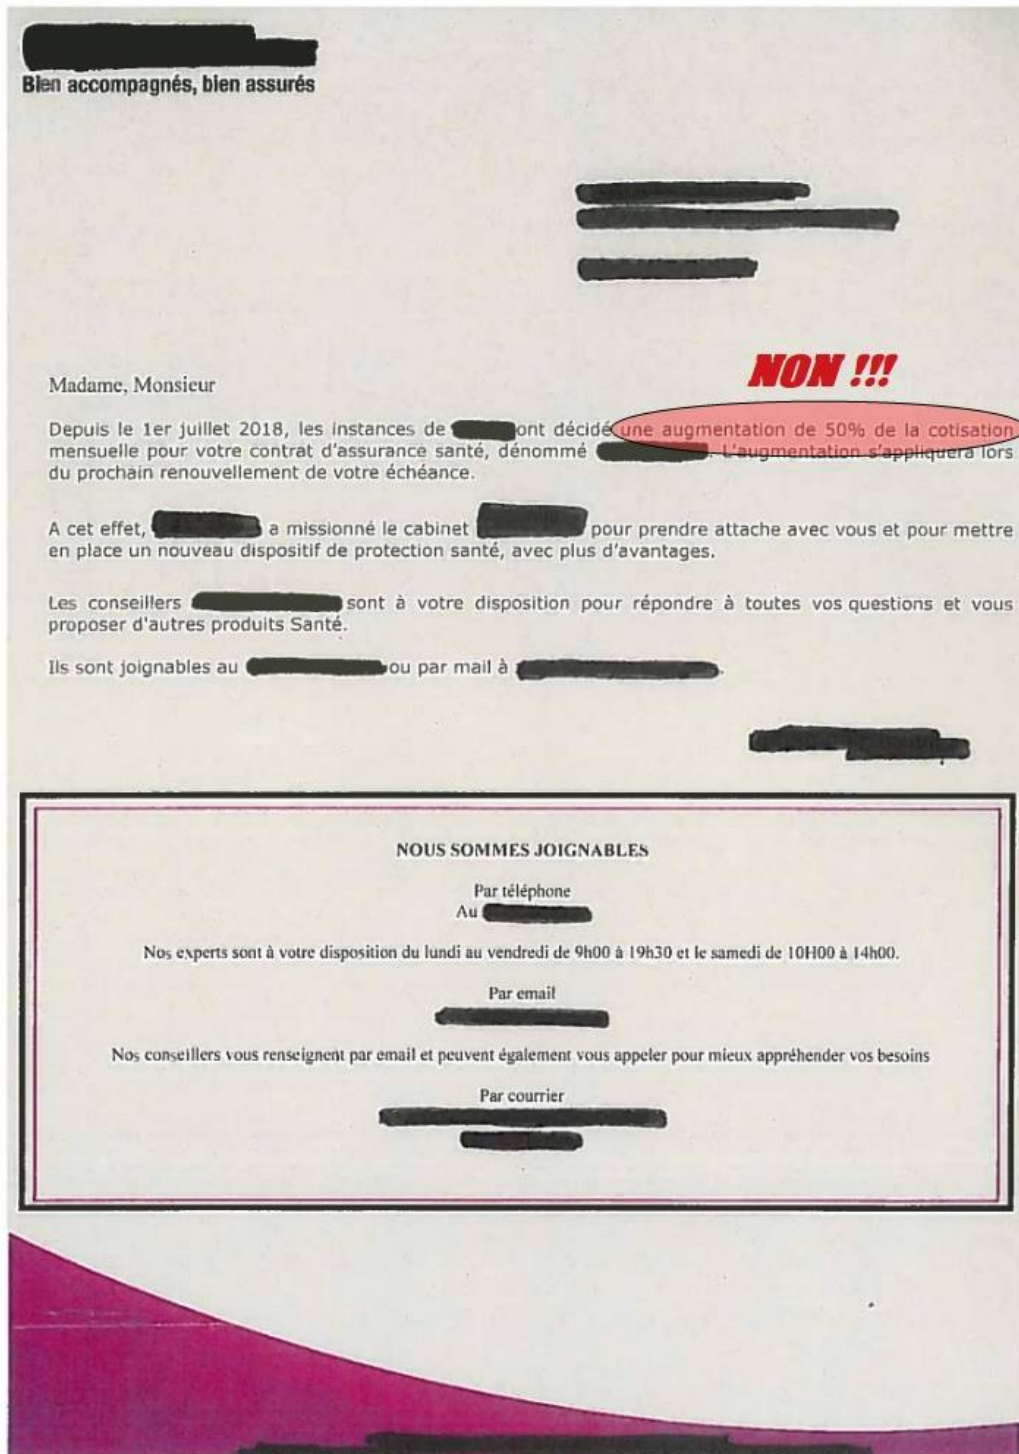 Bien accompagnés, bien assurés
NON !!!
Madame, Monsieur
Depuis le 1er juillet 2018, les instances de ont décidé une augmentation de 50% de la cotisation
mensuelle pour votre contrat d'assurance santé, dénommé . L'augmentation s'appliquera lors
du prochain renouvellement de votre échéance.
A cet effet, a missionné le cabinet pour prendre attache avec vous et pour mettre
en place un nouveau dispositif de protection santé, avec plus d'avantages.
Les conseillers sont à votre disposition pour répondre à toutes vos questions et vous
proposer d'autres produits Santé.
Ils sont joignables au ou par mail à .
NOUS SOMMES JOIGNABLES
Par téléphone
Au
Nos experts sont à votre disposition du lundi au vendredi de 9h00 à 19h30 et le samedi de 10H00 à 14h00.
Par email
Nos conseillers vous renseignent par email et peuvent également vous appeler pour mieux appréhender vos besoins
Par courrier